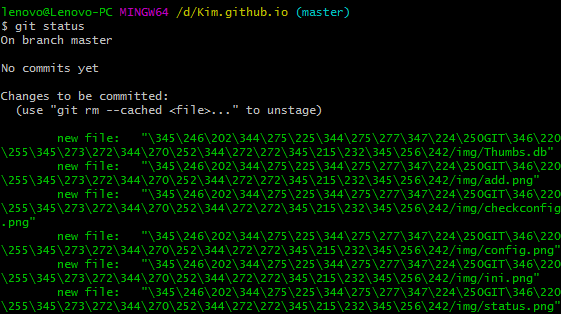 lenovo@Lenovo-PC MINGW64 /d/Kim.github.io (master)
$ git status
On branch master
No commits yet
Changes to be committed:
(use "git rm --cached <file>..." to unstage)
new file: "\345\246\202\344\275\225\344\275\277\347\224\250GIT\346\220
\255\345\273\272\344\270\252\344\272\272\345\215\232\345\256\242/img/Thumbs.db"
new file: "\345\246\202\344\275\225\344\275\277\347\224\250GIT\346\220
\255\345\273\272\344\270\252\344\272\272\345\215\232\345\256\242/img/add.png"
new file: "\345\246\202\344\275\225\344\275\277\347\224\250GIT\346\220
\255\345\273\272\344\270\252\344\272\272\345\215\232\345\256\242/img/checkconfig
.png"
new file: "\345\246\202\344\275\225\344\275\277\347\224\250GIT\346\220
\255\345\273\272\344\270\252\344\272\272\345\215\232\345\256\242/img/config.png"
new file: "\345\246\202\344\275\225\344\275\277\347\224\250GIT\346\220
\255\345\273\272\344\270\252\344\272\272\345\215\232\345\256\242/img/ini.png"
new file: "\345\246\202\344\275\225\344\275\277\347\224\250GIT\346\220
\255\345\273\272\344\270\252\344\272\272\345\215\232\345\256\242/img/status.png"